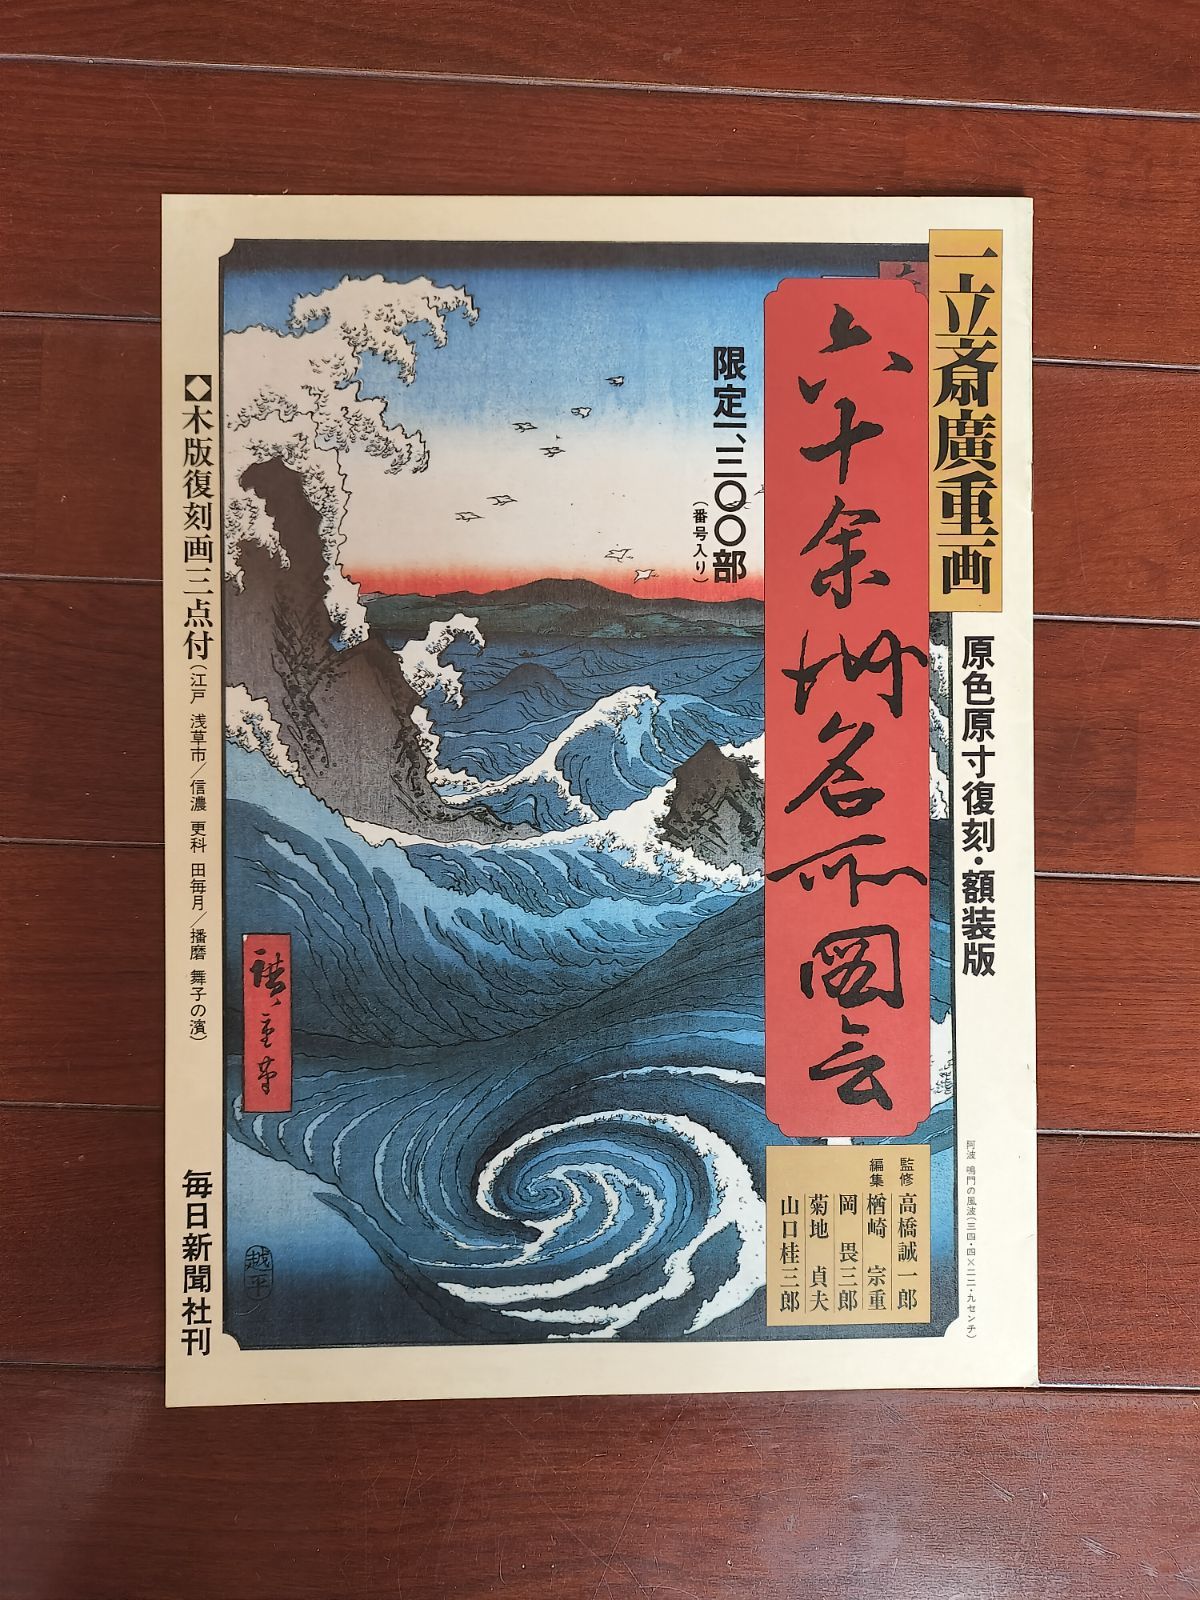 一立斎廣重画
六十余州名所図会
原色原寸復刻・額装版
限定一、三〇〇部
（番号入り）
監修 高橋誠一郎
編集 楢崎 宗重
岡 畏三郎
菊地 貞夫
山口桂三郎
阿波 鳴門の風波（三四・四×二二・九センチ）
廣重筆
越平
◆木版復刻画三点付（江戸 浅草市／信濃 更科 田毎月／播磨 舞子の濱）
毎日新聞社刊